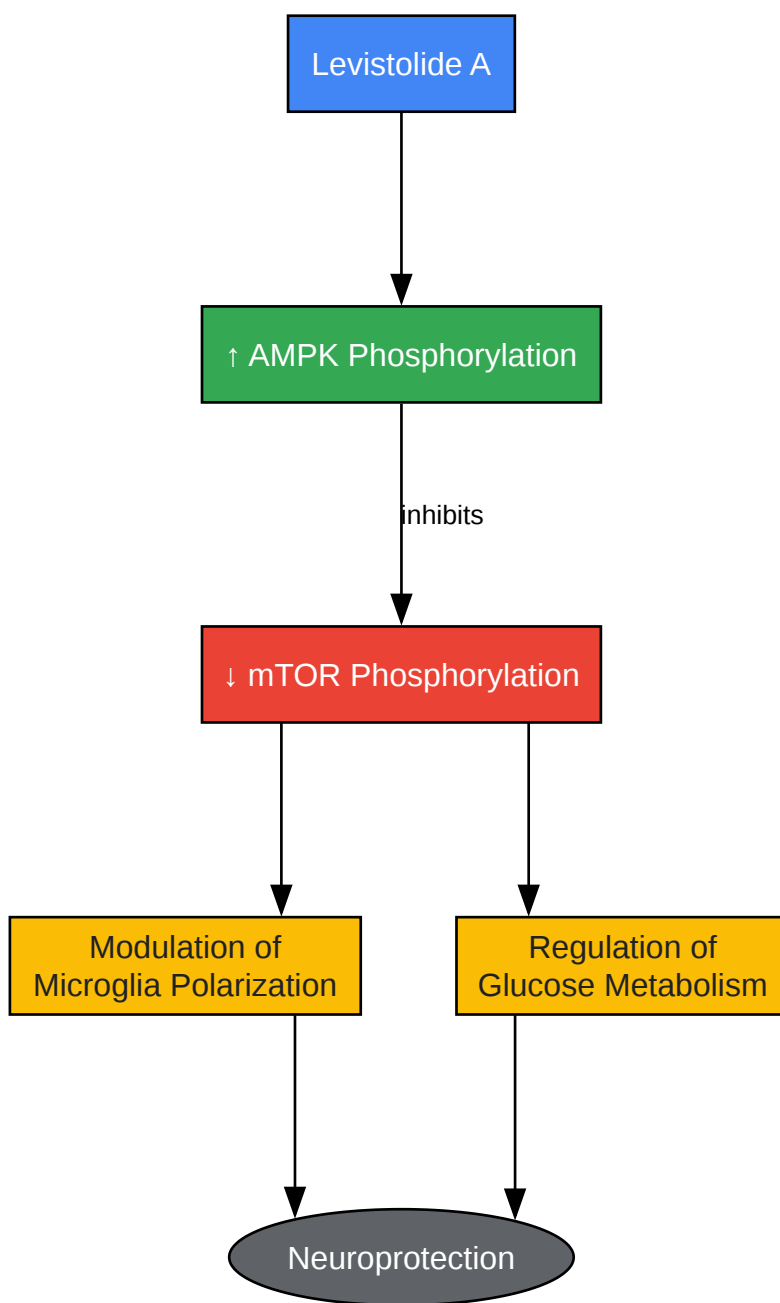 Levistolide A
↑ AMPK Phosphorylation
inhibits
↓ mTOR Phosphorylation
Modulation of
Microglia Polarization
Regulation of
Glucose Metabolism
Neuroprotection